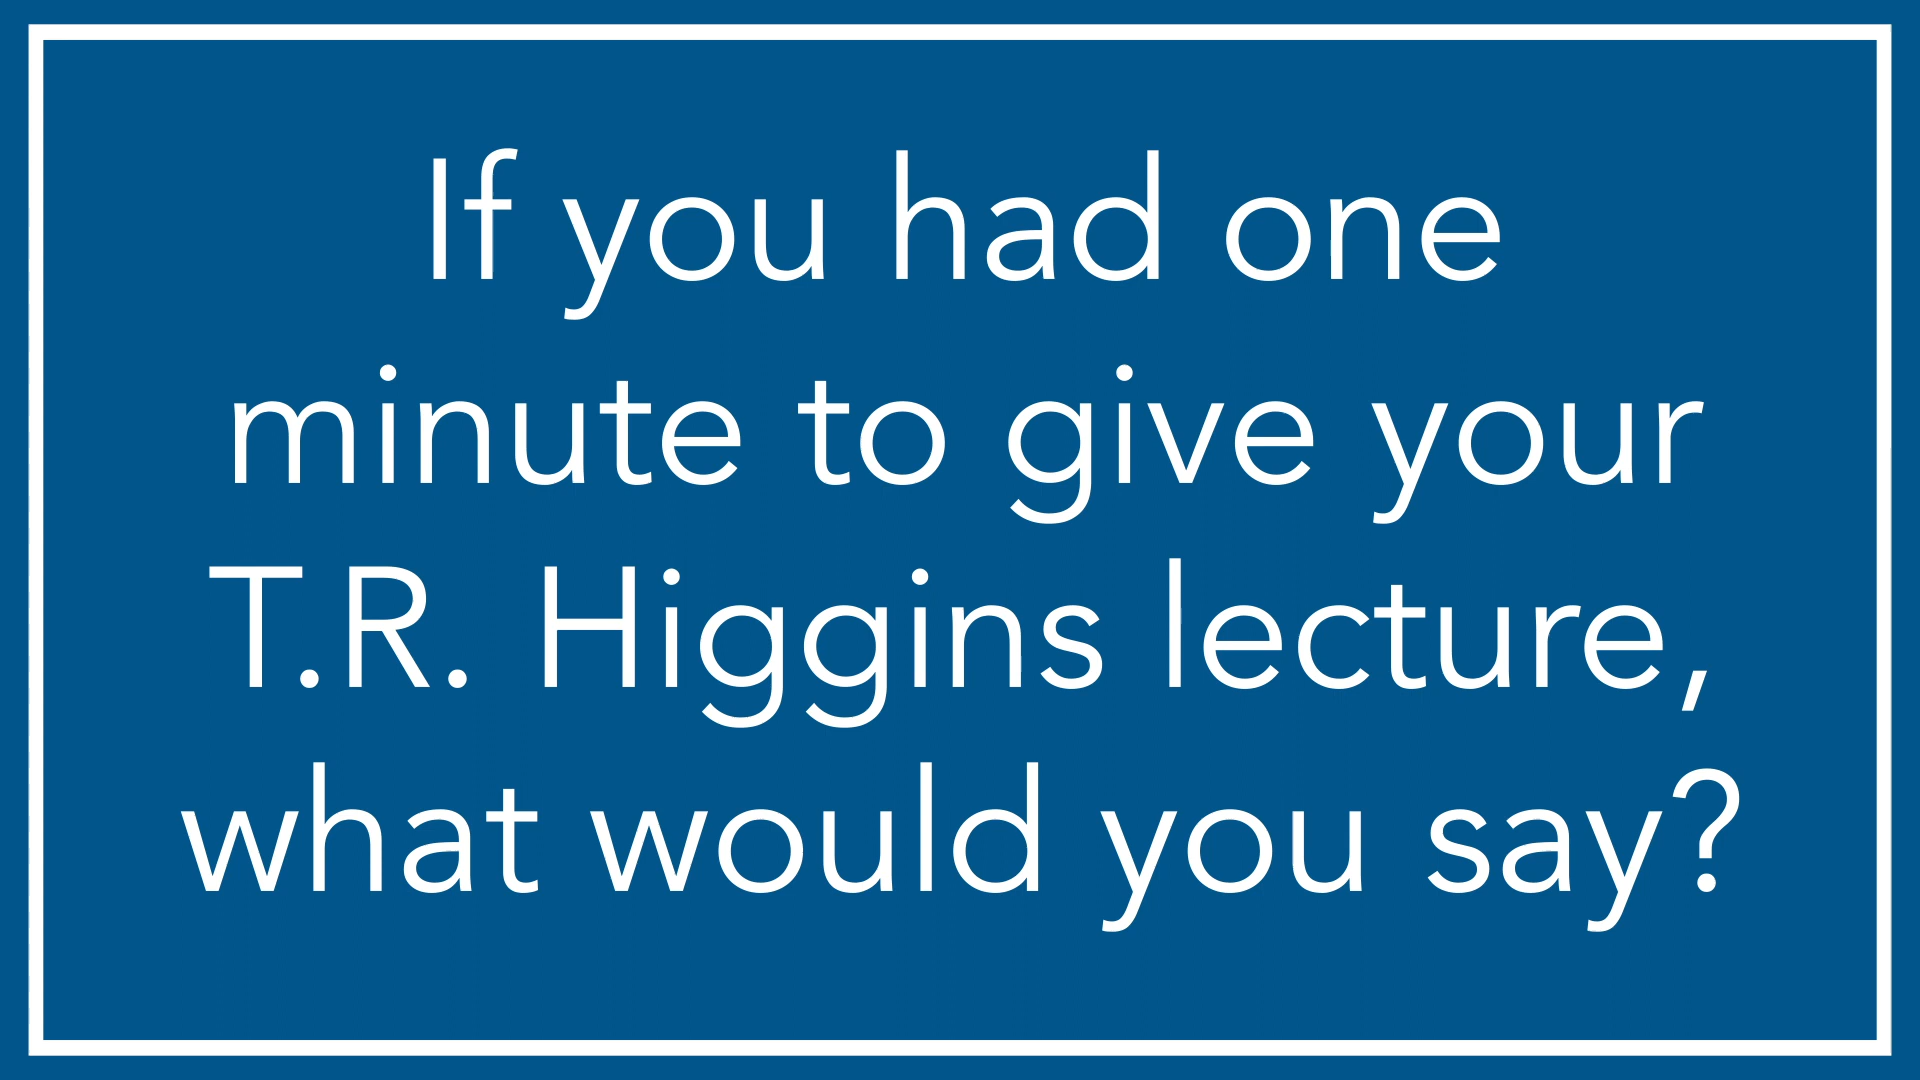 If you had one
minute to give your
T.R. Higgins lecture,
what would you say?